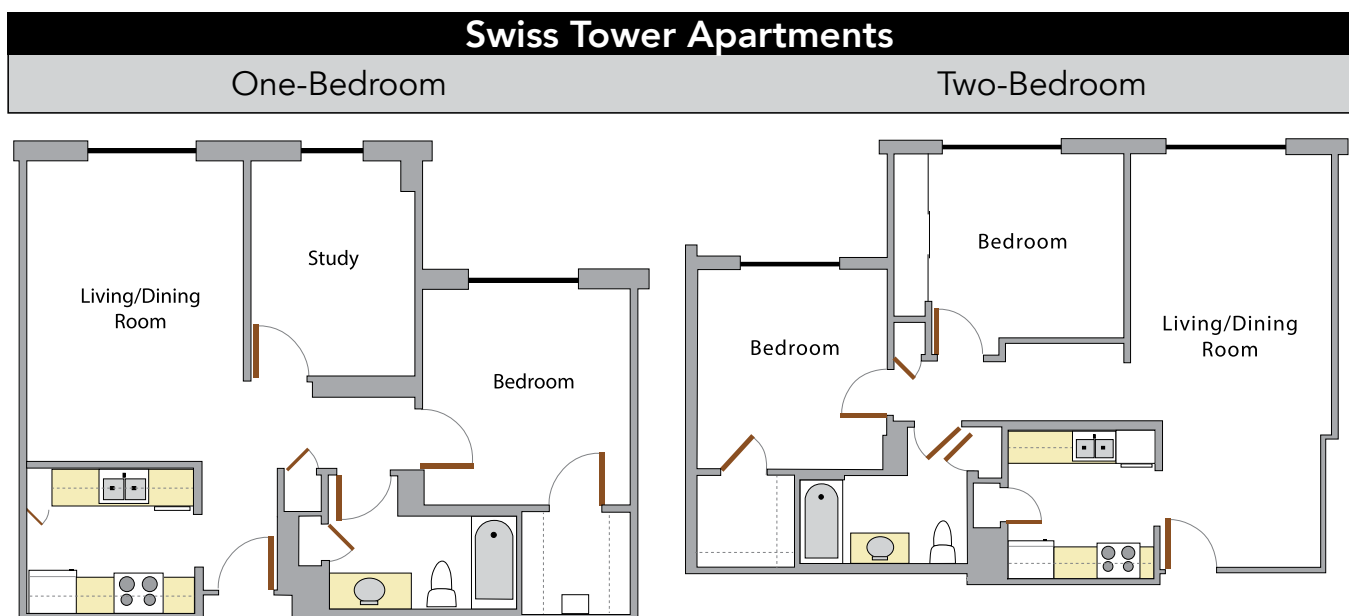 Swiss Tower Apartments
One-Bedroom
Two-Bedroom
Living/Dining
Room
Study
Bedroom
Bedroom
Bedroom
Living/Dining
Room